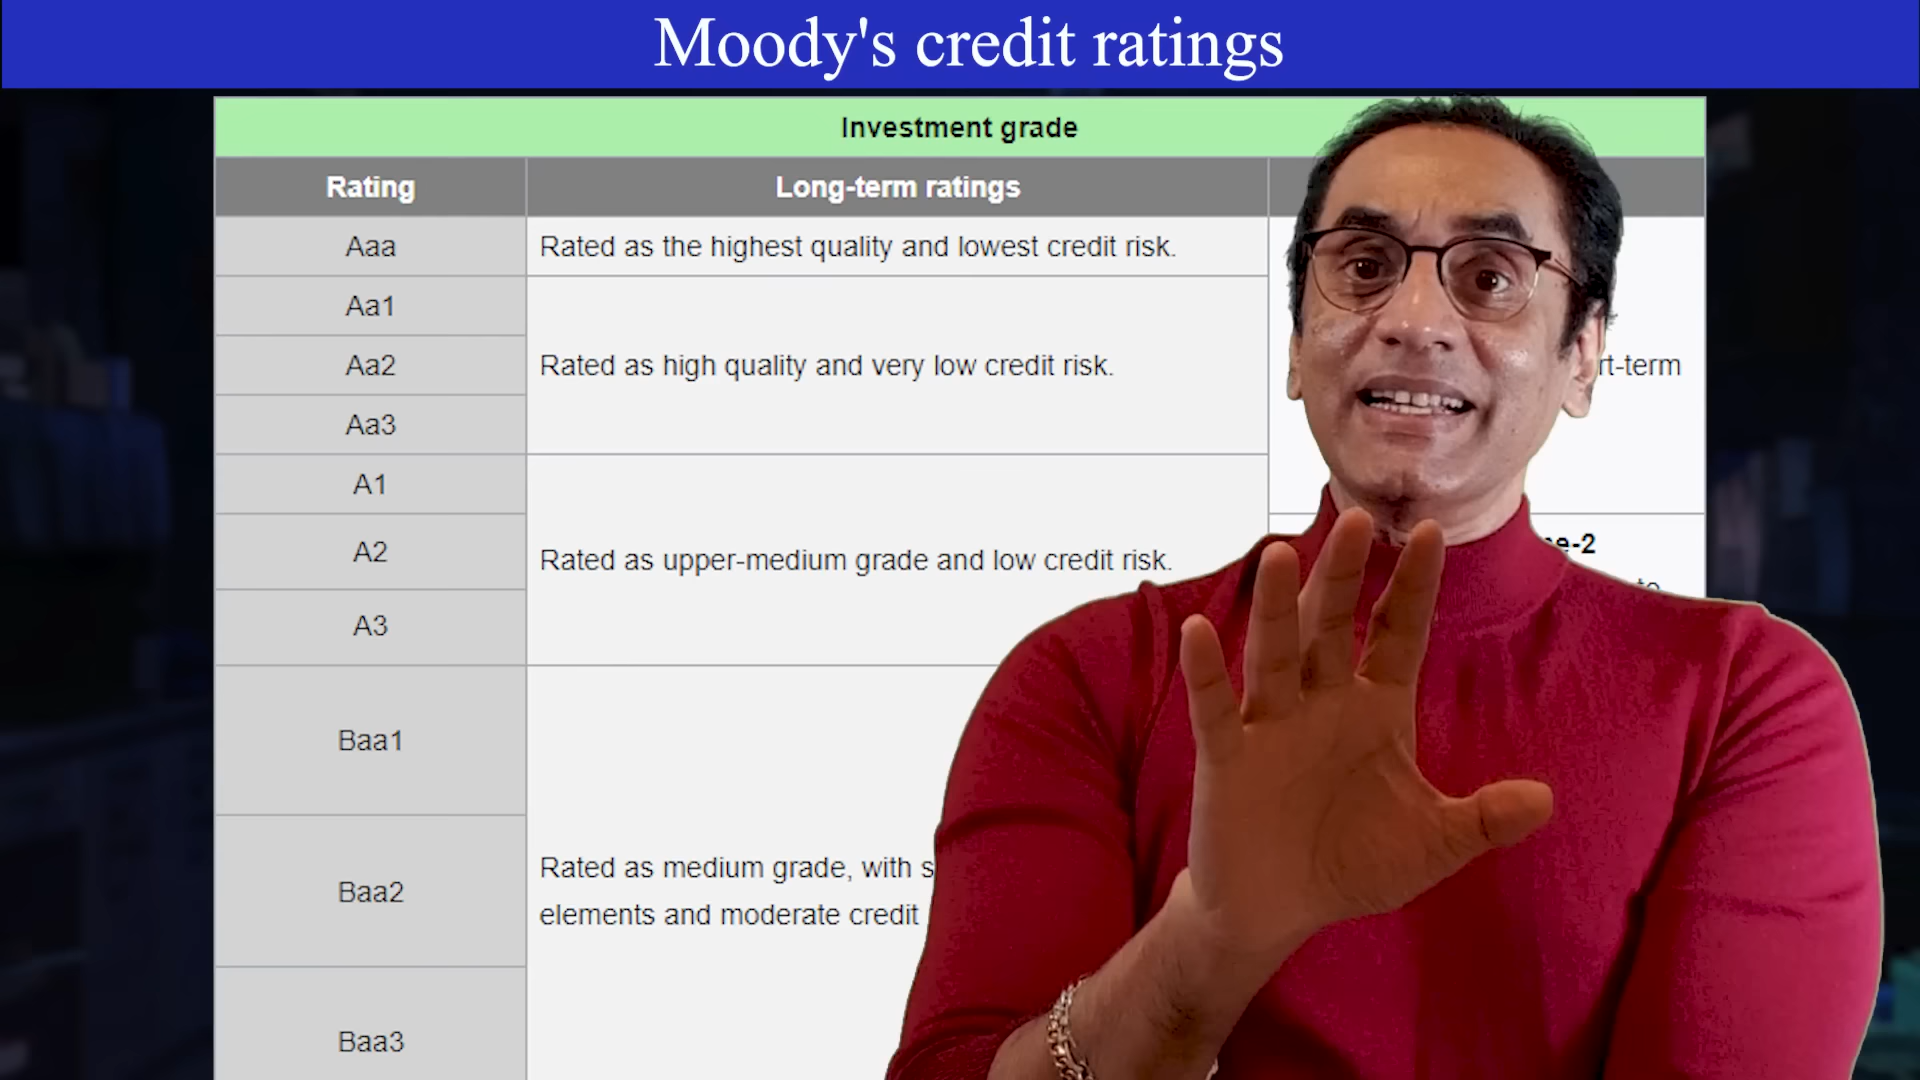 Moody's credit ratings
Investment grade
Rating
Long-term ratings
Aaa
Rated as the highest quality and lowest credit risk.
Aa1
Aa2
Rated as high quality and very low credit risk.
rt-term
Aa3
A1
A2
Rated as upper-medium grade and low credit risk.
e-2
to
A3
Baa1
Baa2
Rated as medium grade, with s
elements and moderate credit
Baa3